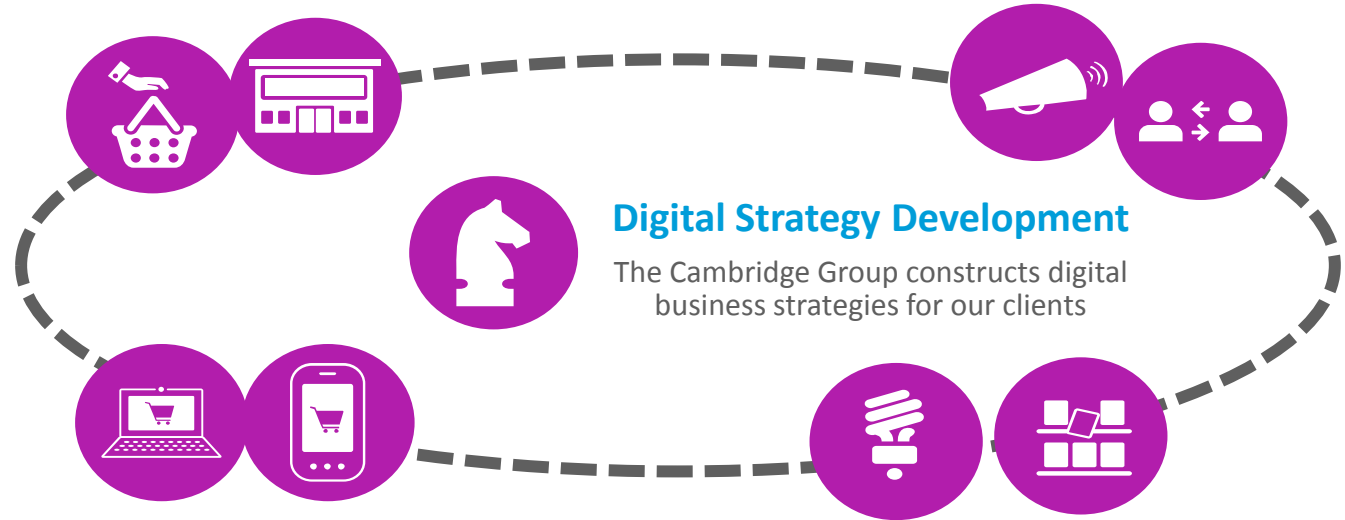 Digital Strategy Development
The Cambridge Group constructs digital
business strategies for our clients